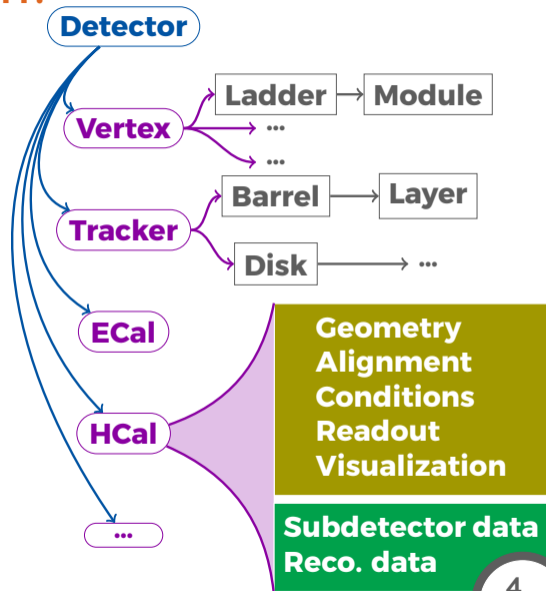 Detector
Ladder
Module
Vertex
...
...
Barrel
Layer
Tracker
Disk
...
ECal
Geometry
Alignment
Conditions
Readout
Visualization
HCal
Subdetector data
Reco. data
...
4